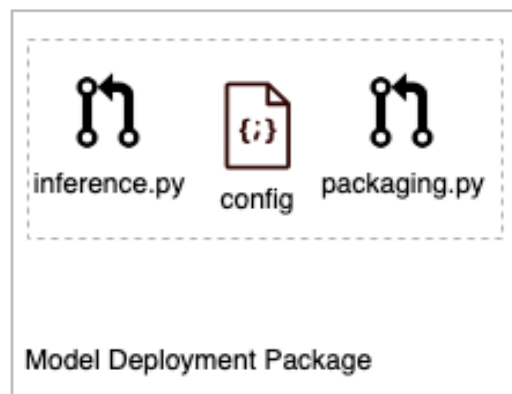 {;}
inference.py
config
packaging.py
Model Deployment Package